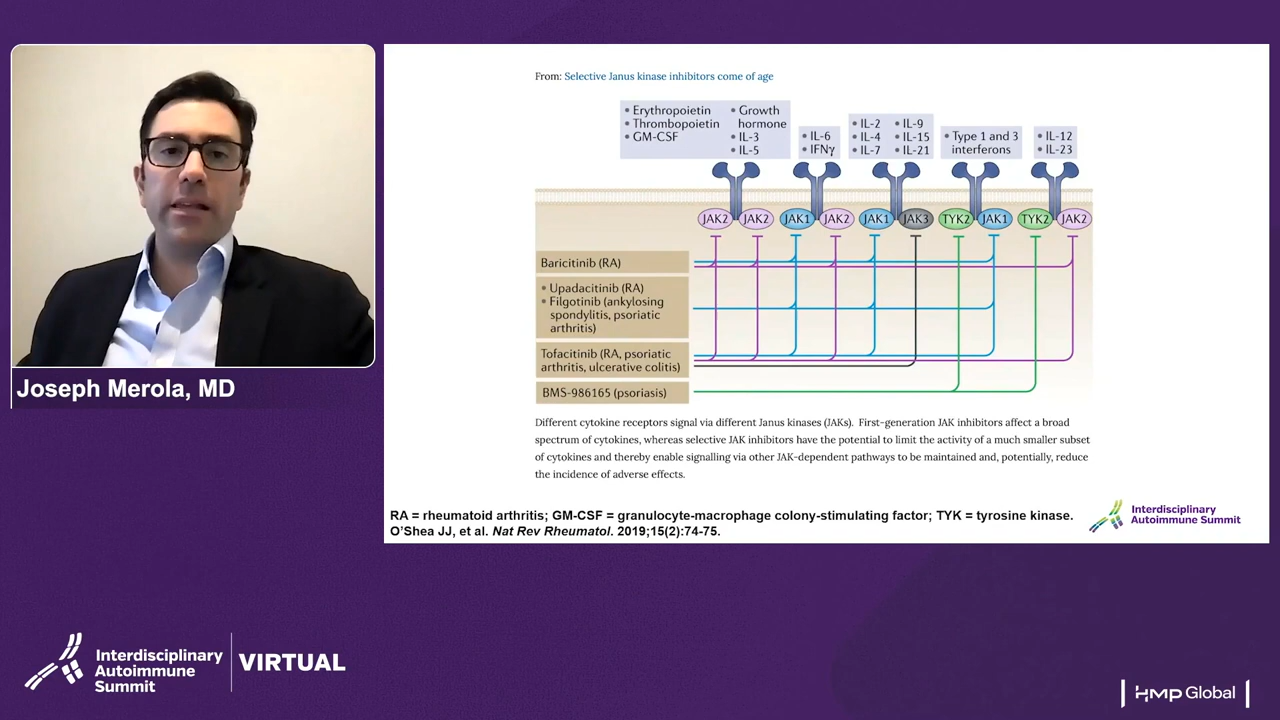 Joseph Merola, MD
From: Selective Janus kinase inhibitors come of age
• Erythropoietin
• Thrombopoietin
• GM-CSF
• Growth
hormone
• IL-3
• IL-5
• IL-6
• IFNγ
• IL-2
• IL-4
• IL-7
• IL-9
• IL-15
• IL-21
• Type 1 and 3
interferons
• IL-12
• IL-23
JAK2 JAK2 JAK1 JAK2 JAK1 JAK3 TYK2 JAK1 TYK2 JAK2
Baricitinib (RA)
• Upadacitinib (RA)
• Filgotinib (ankylosing
spondylitis, psoriatic
arthritis)
Tofacitinib (RA, psoriatic
arthritis, ulcerative colitis)
BMS-986165 (psoriasis)
Different cytokine receptors signal via different Janus kinases (JAKs). First-generation JAK inhibitors affect a broad
spectrum of cytokines, whereas selective JAK inhibitors have the potential to limit the activity of a much smaller subset
of cytokines and thereby enable signalling via other JAK-dependent pathways to be maintained and, potentially, reduce
the incidence of adverse effects.
RA = rheumatoid arthritis; GM-CSF = granulocyte-macrophage colony-stimulating factor; TYK = tyrosine kinase.
O'Shea JJ, et al. Nat Rev Rheumatol. 2019;15(2):74-75.
Interdisciplinary
Autoimmune Summit
Interdisciplinary
Autoimmune
Summit
VIRTUAL
HMP Global